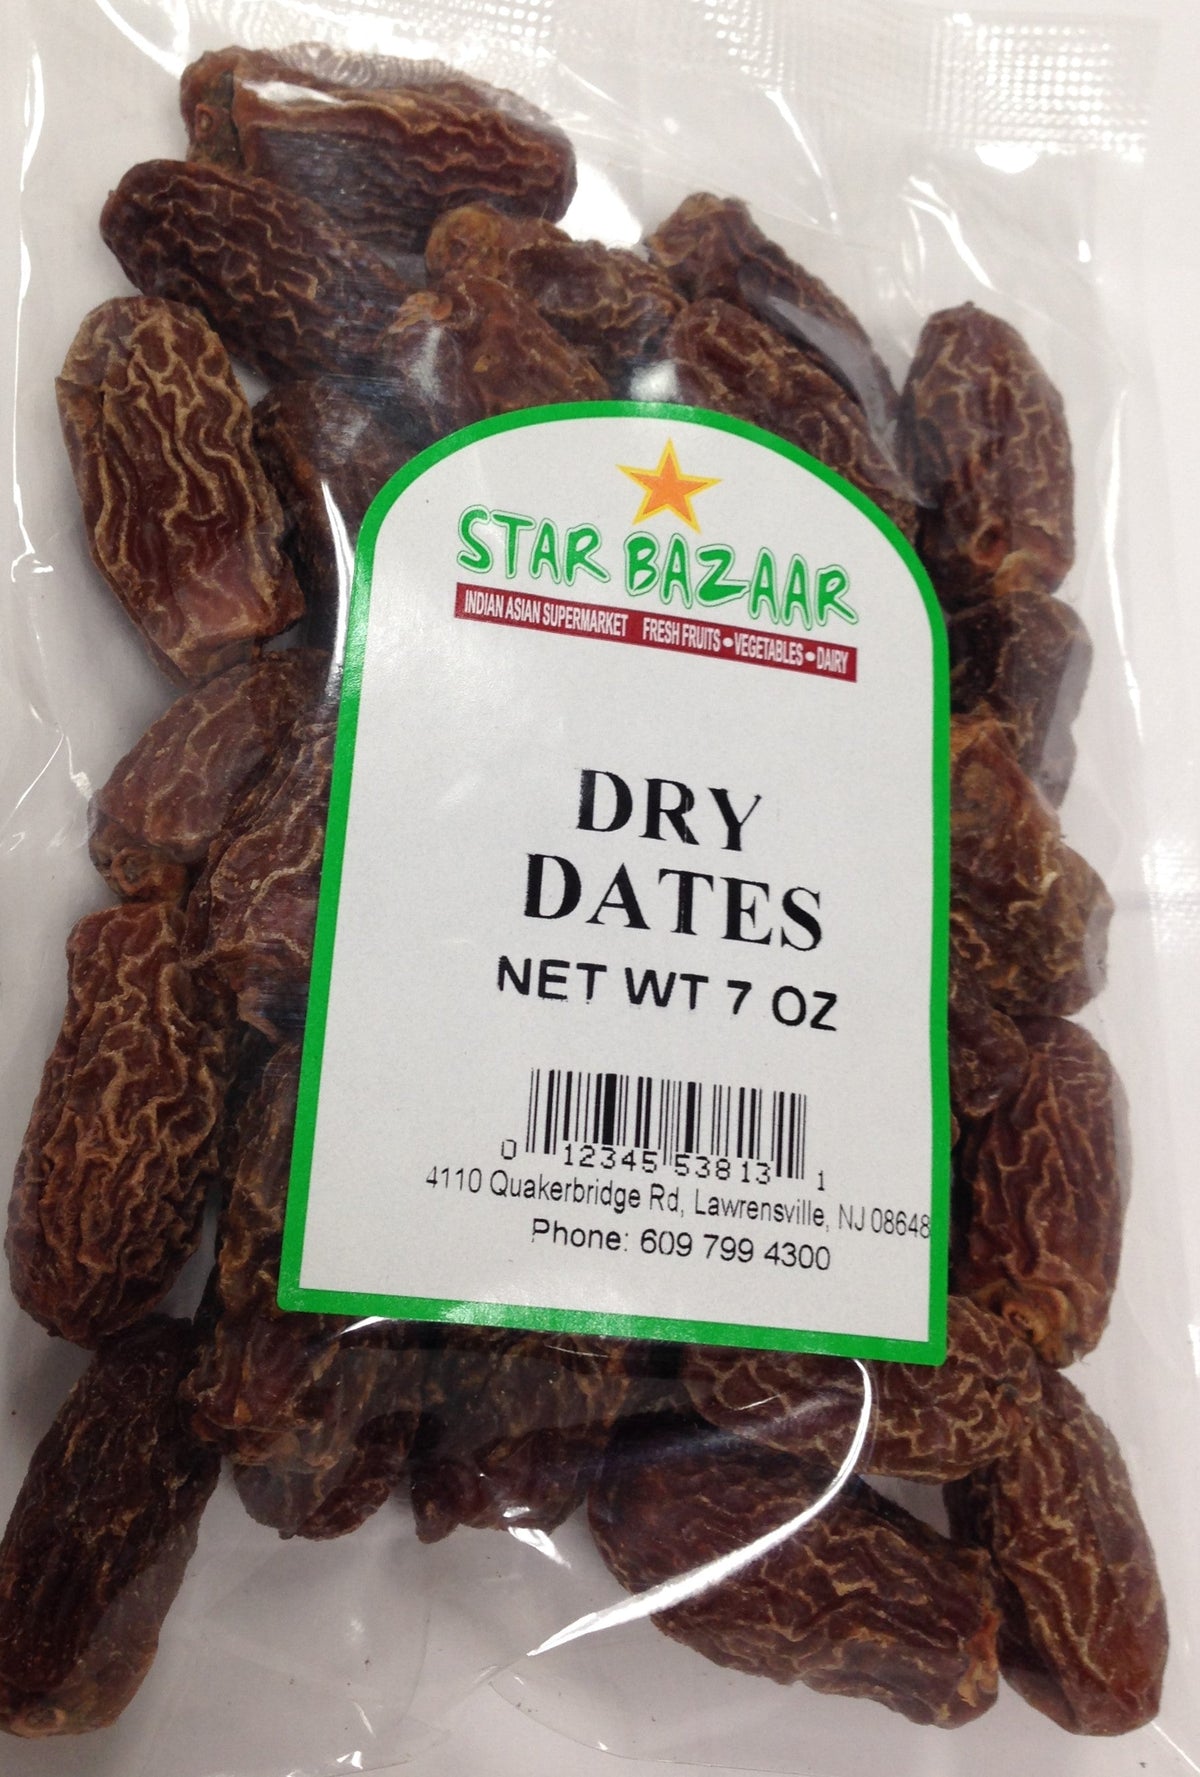 STAR BAZAAR
INDIAN ASIAN SUPERMARKET FRESH FRUITS • VEGETABLES • DAIRY
DRY
DATES
NET WT 7 OZ
0 12345 53813 1
4110 Quakerbridge Rd, Lawrensville, NJ 08648
Phone: 609 799 4300